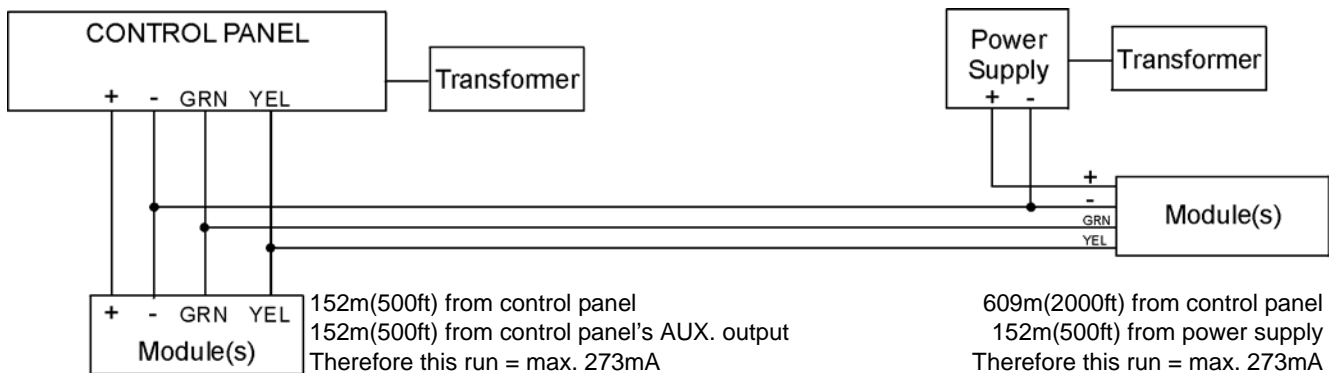 CONTROL PANEL
+ - GRN YEL
Transformer
Power
Supply
+ -
Transformer
+
-
GRN
YEL
Module(s)
+ - GRN YEL
Module(s)
152m(500ft) from control panel
152m(500ft) from control panel’s AUX. output
Therefore this run = max. 273mA
609m(2000ft) from control panel
152m(500ft) from power supply
Therefore this run = max. 273mA